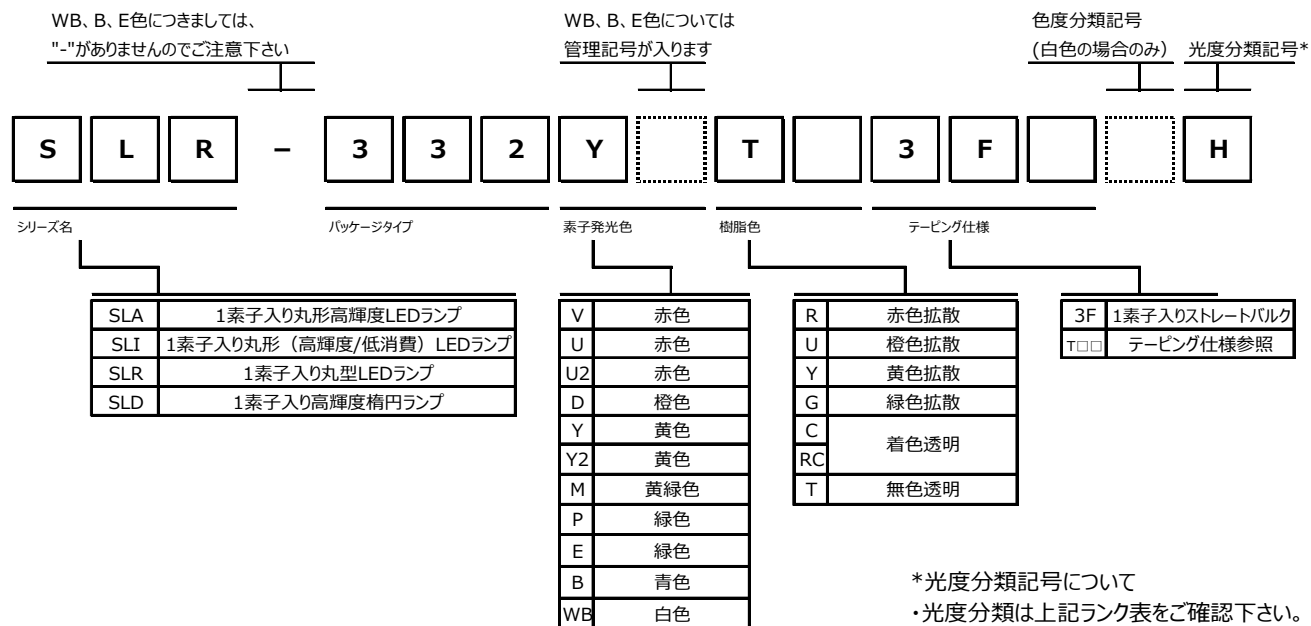 WB、B、E色につきましては、
"-"がありませんのでご注意下さい
WB、B、E色については
管理記号が入ります
色度分類記号
(白色の場合のみ)
光度分類記号*
S L R - 3 3 2 Y T 3 F H
シリーズ名
パッケージタイプ
素子発光色
樹脂色
テーピング仕様
SLA 1素子入り丸形高輝度LEDランプ
SLI 1素子入り丸形（高輝度/低消費）LEDランプ
SLR 1素子入り丸型LEDランプ
SLD 1素子入り高輝度楕円ランプ
V 赤色
U 赤色
U2 赤色
D 橙色
Y 黄色
Y2 黄色
M 黄緑色
P 緑色
E 緑色
B 青色
WB 白色
R 赤色拡散
U 橙色拡散
Y 黄色拡散
G 緑色拡散
C 着色透明
RC
T 無色透明
3F 1素子入りストレートバルク
T□□ テーピング仕様参照
*光度分類記号について
・光度分類は上記ランク表をご確認下さい。